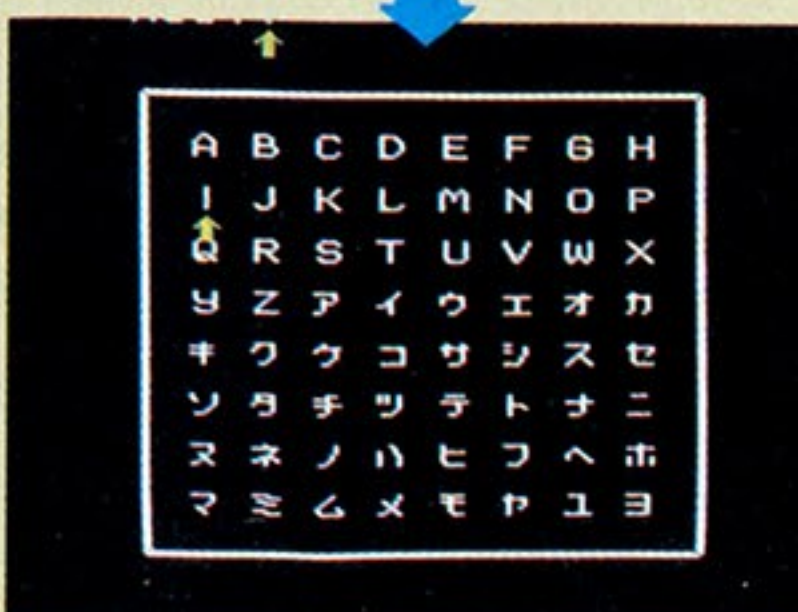 A B C D E F G H
I J K L M N O P
Q R S T U V W X
Y Z ア イ ウ エ オ カ
キ ク ケ コ サ シ ス セ
ソ タ チ ツ テ ト ナ ニ
ヌ ネ ノ ハ ヒ フ ヘ ホ
マ ミ ム メ モ ヤ ユ ヨ